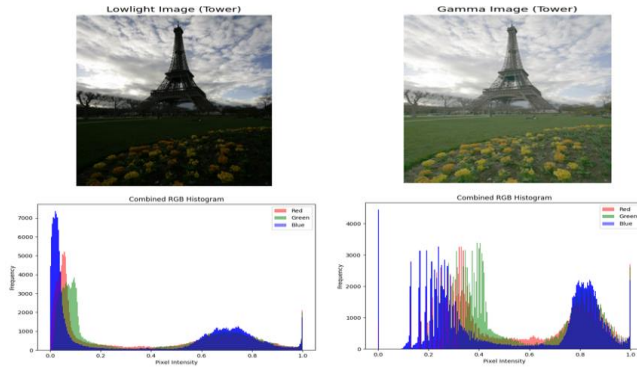 Lowlight Image (Tower)
Gamma Image (Tower)
Combined RGB Histogram
Red
Green
Blue
Frequency
7000
6000
5000
4000
3000
2000
1000
0
0.0 0.2 0.4 0.6 0.8 1.0
Pixel Intensity
Combined RGB Histogram
Red
Green
Blue
Frequency
4000
3000
2000
1000
0
0.0 0.2 0.4 0.6 0.8 1.0
Pixel Intensity